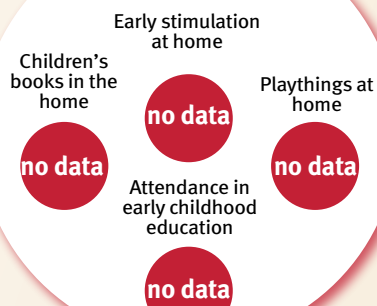 Early stimulation
at home
no data
Children's
books in the
home
no data
Playthings at
home
no data
Attendance in
early childhood
education
no data